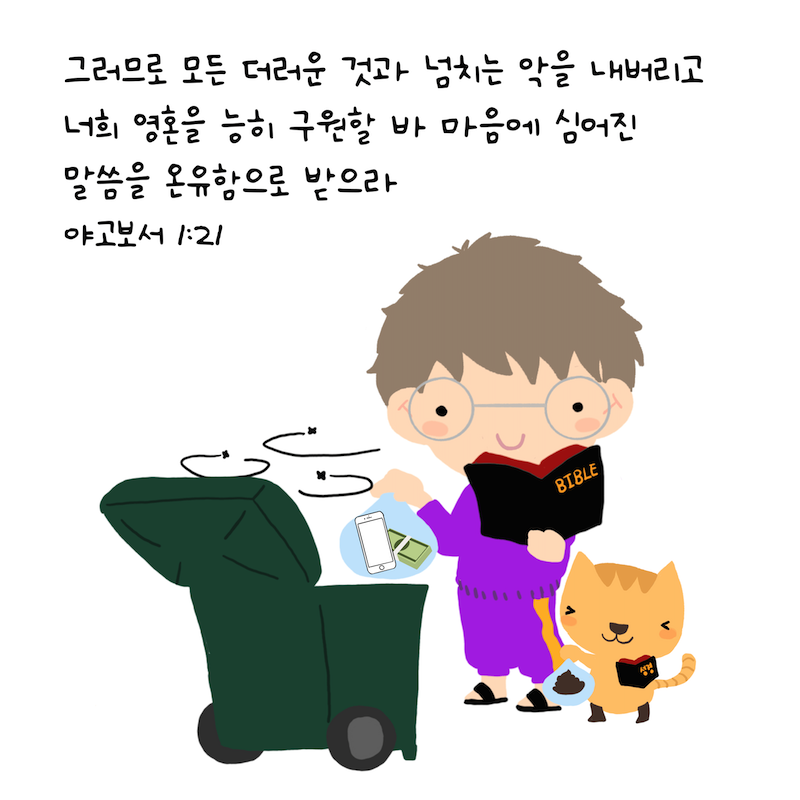 그러므로 모든 더러운 것과 넘치는 악을 내버리고
너희 영혼을 능히 구원할 바 마음에 심어진
말씀을 온유함으로 받으라
야고보서 1:21
BIBLE
성경